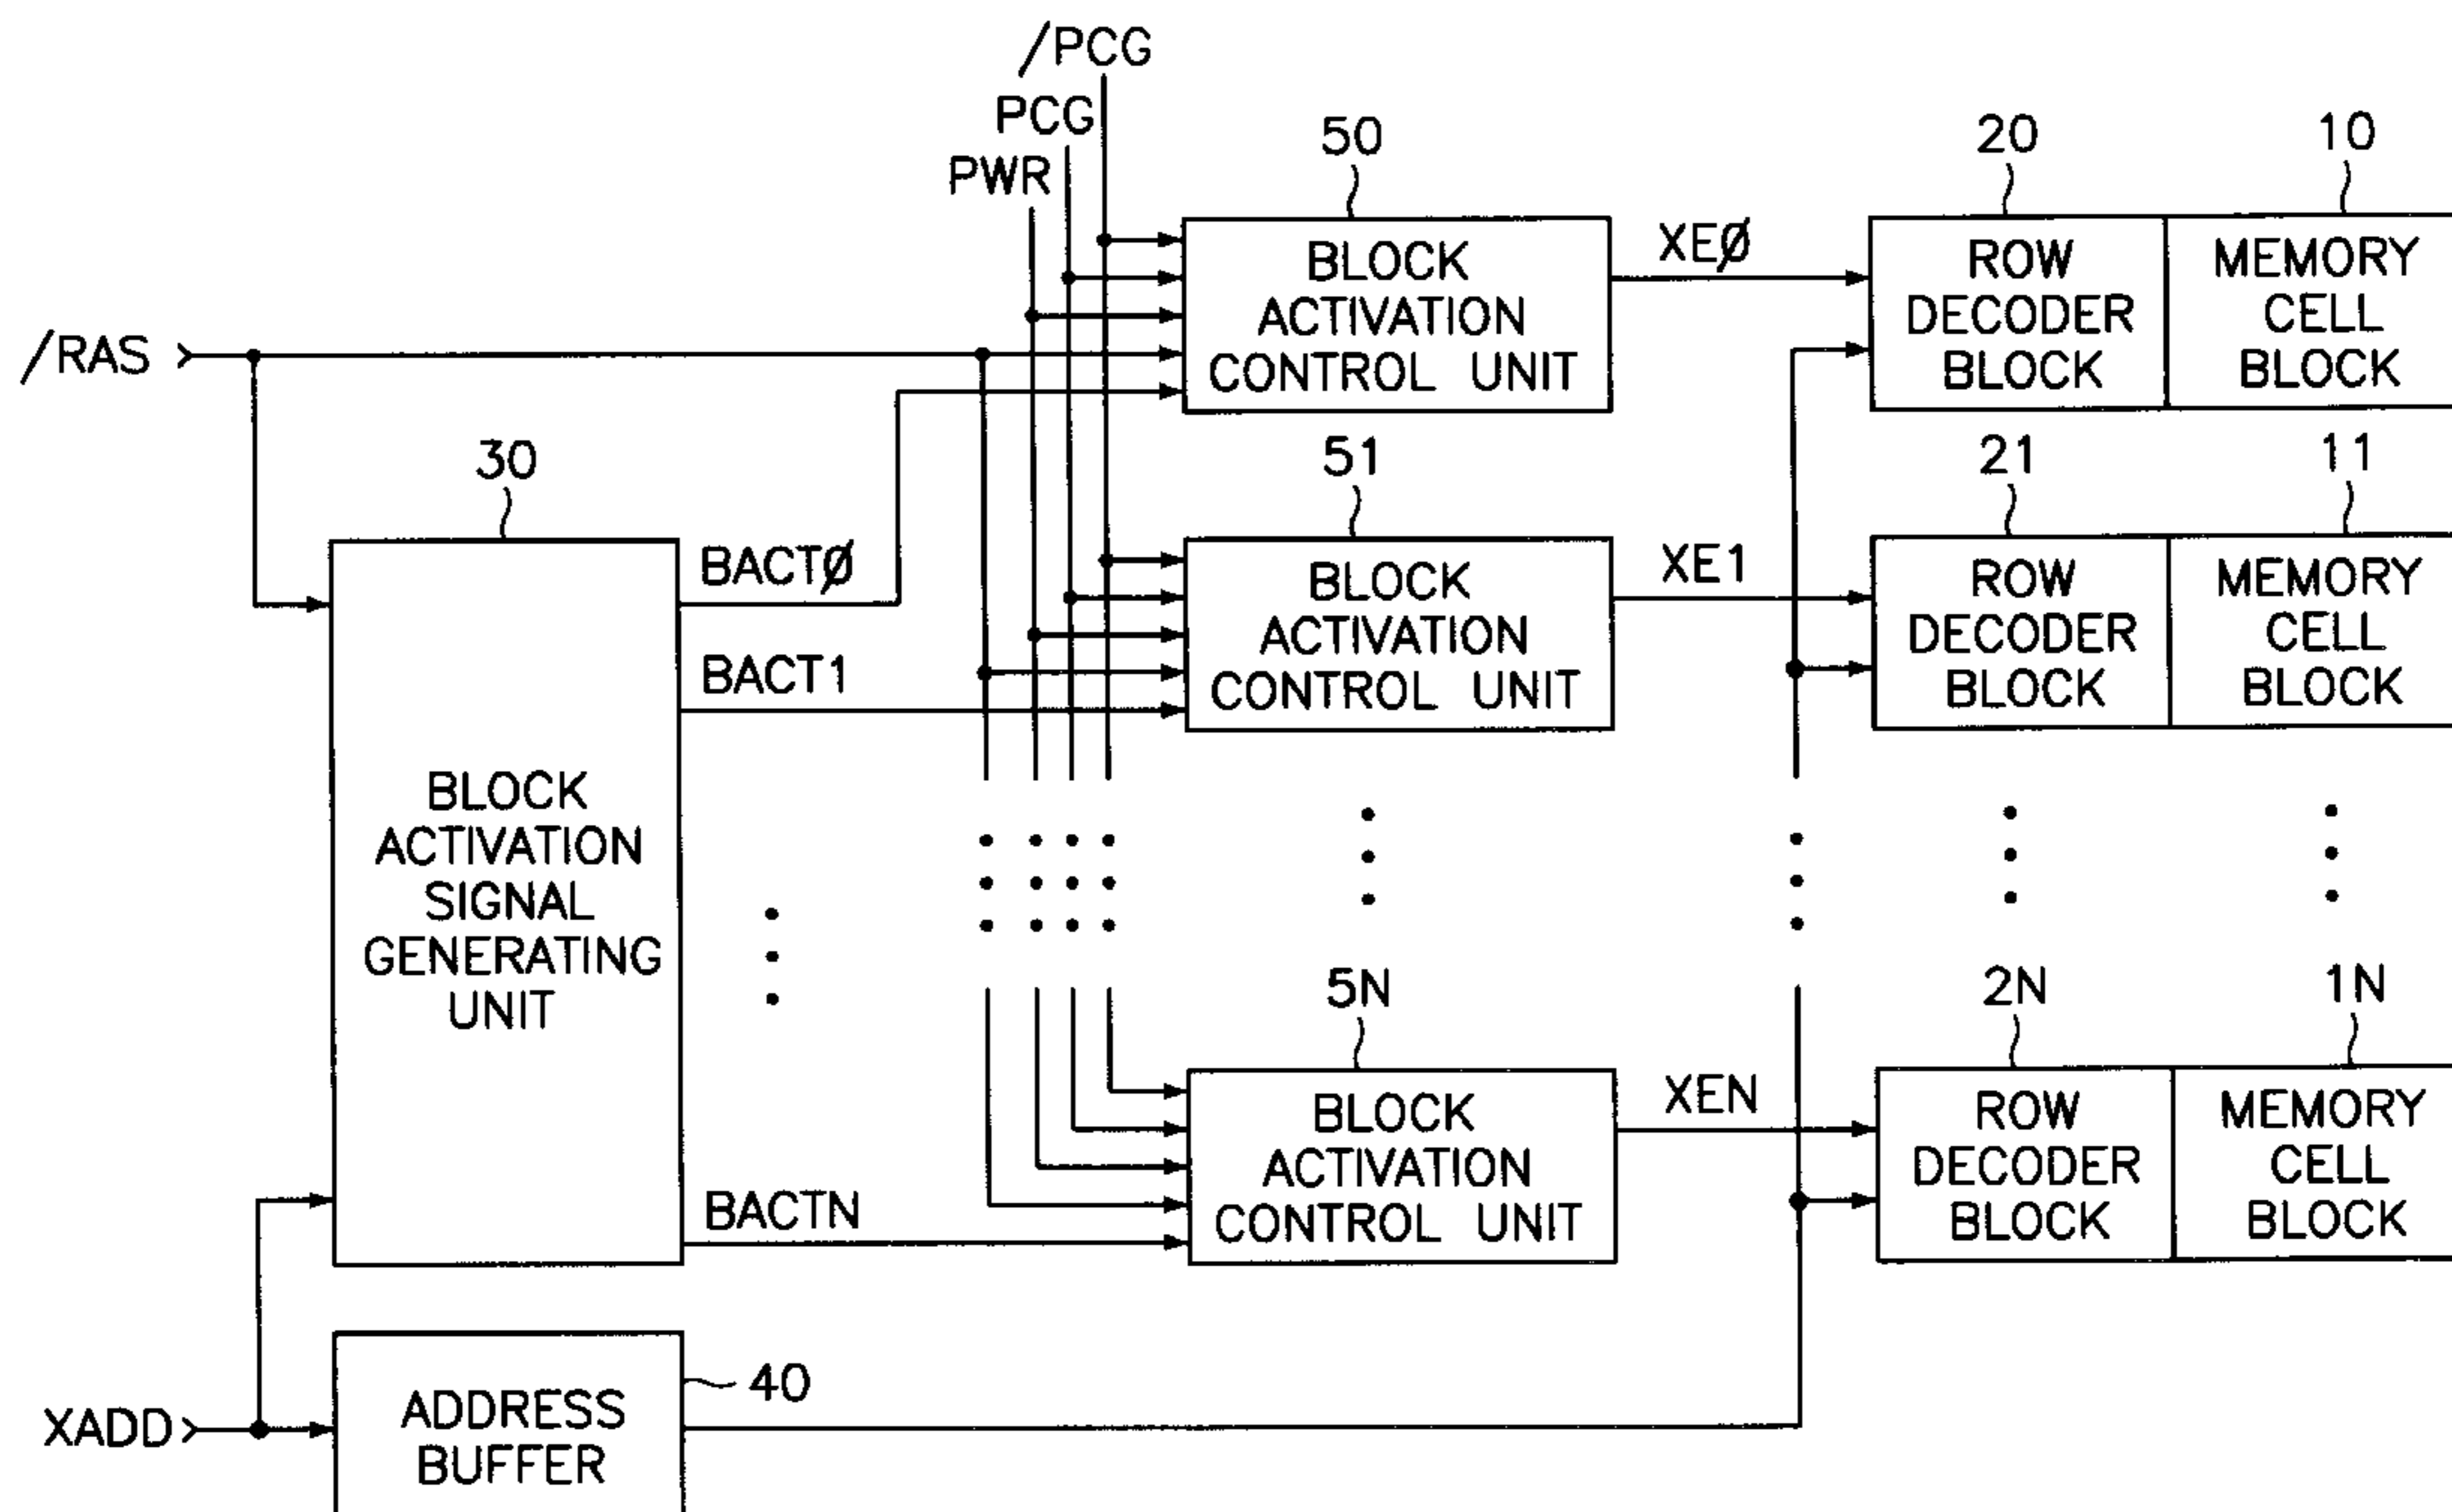 /PCG
PCG
PWR
50
20
10
BLOCK
ACTIVATION
CONTROL UNIT
XEØ
ROW
DECODER
BLOCK
MEMORY
CELL
BLOCK
/RAS
30
51
21
11
BACTØ
BLOCK
ACTIVATION
CONTROL UNIT
XE1
ROW
DECODER
BLOCK
MEMORY
CELL
BLOCK
BACT1
BLOCK
ACTIVATION
SIGNAL
GENERATING
UNIT
5N
2N
1N
BACTN
BLOCK
ACTIVATION
CONTROL UNIT
XEN
ROW
DECODER
BLOCK
MEMORY
CELL
BLOCK
XADD
ADDRESS
BUFFER
40